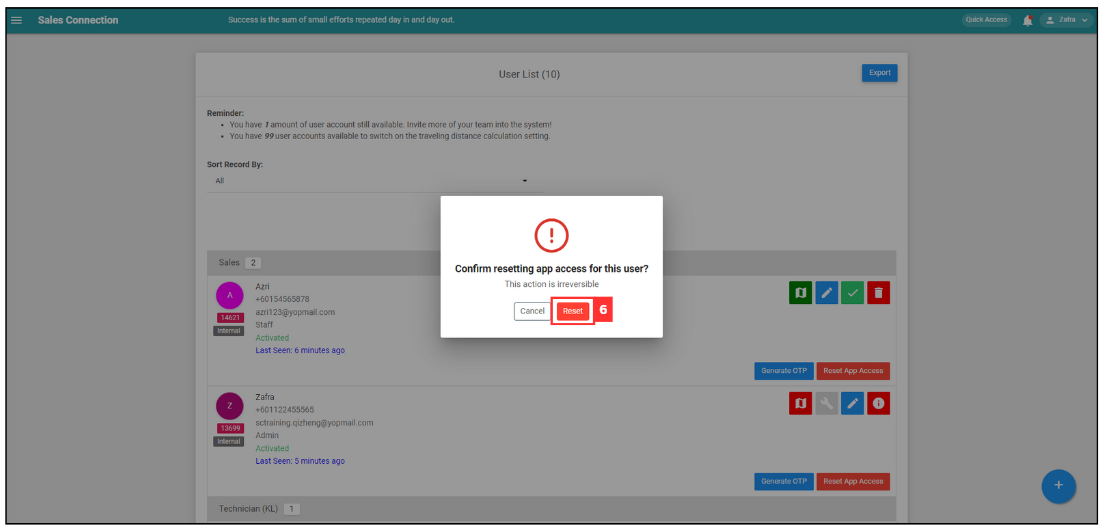 Sales Connection
Success is the sum of small efforts repeated day in and day out.
Quick Access
Zafra
User List (10)
Export
Reminder:
You have 1 amount of user account still available. Invite more of your team into the system!
You have 99 user accounts available to switch on the traveling distance calculation setting.
Sort Record By:
All
Confirm resetting app access for this user?
This action is irreversible
Cancel
Reset
6
Sales 2
A
Azri
+60154565878
14621
azri123@yopmail.com
Internal
Staff
Activated
Last Seen: 6 minutes ago
Generate OTP
Reset App Access
Z
Zafra
+601122455565
13699
sctraining.qizheng@yopmail.com
Internal
Admin
Activated
Last Seen: 5 minutes ago
Generate OTP
Reset App Access
Technician (KL) 1